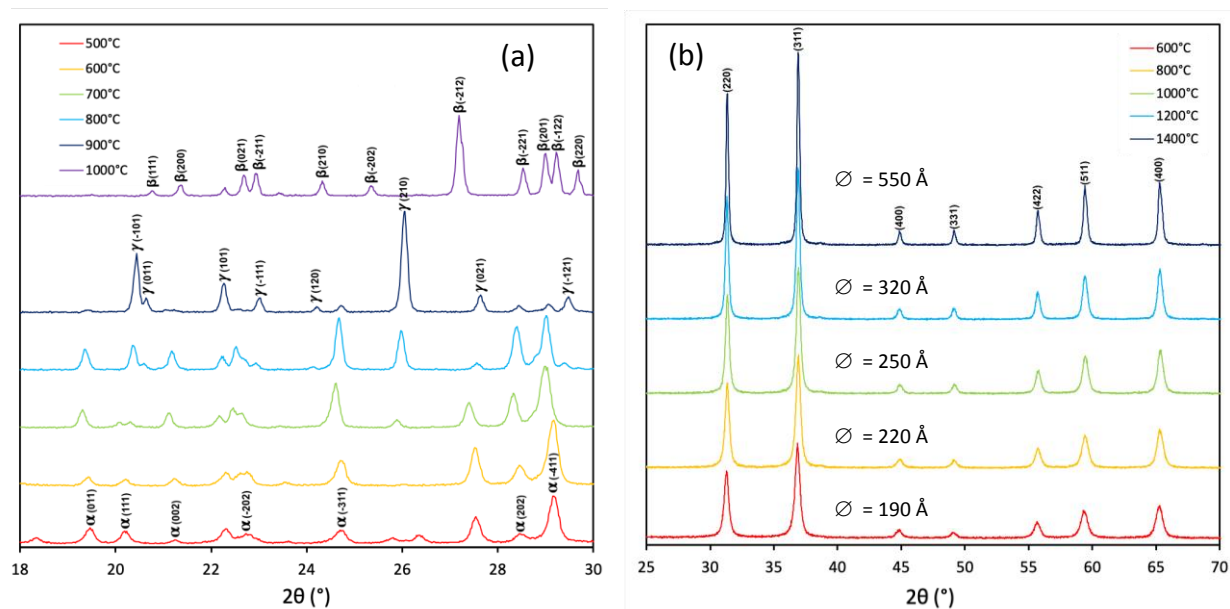 (a)
500°C
600°C
700°C
800°C
900°C
1000°C
β(111)
β(200)
β(021)
β(-211)
β(210)
β(-202)
β(-212)
β(-221)
β(201)
β(-122)
β(220)
γ(-101)
γ(011)
γ(101)
γ(-111)
γ(120)
γ(210)
γ(021)
γ(-121)
α(011)
α(111)
α(002)
α(-202)
α(-311)
α(202)
α(-411)
18 20 22 24 26 28 30
2θ (°)
(b)
600°C
800°C
1000°C
1200°C
1400°C
(220)
(311)
(400)
(331)
(422)
(511)
(400)
∅ = 550 Å
∅ = 320 Å
∅ = 250 Å
∅ = 220 Å
∅ = 190 Å
25 30 35 40 45 50 55 60 65 70
2θ (°)